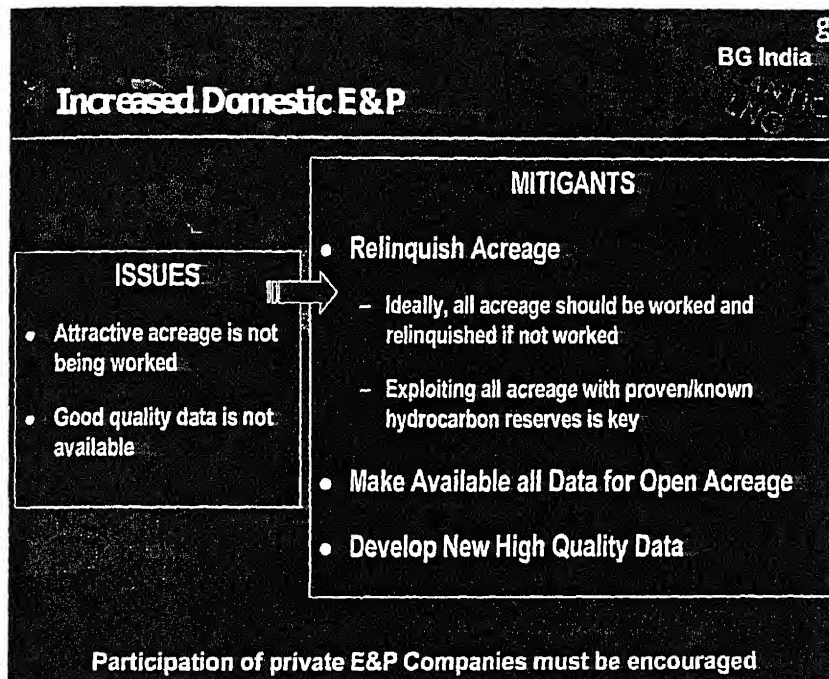 g
BG India
Increased Domestic E&P
LNG
ISSUES
• Attractive acreage is not
being worked
• Good quality data is not
available
MITIGANTS
• Relinquish Acreage
– Ideally, all acreage should be worked and
relinquished if not worked
– Exploiting all acreage with proven/known
hydrocarbon reserves is key
• Make Available all Data for Open Acreage
• Develop New High Quality Data
Participation of private E&P Companies must be encouraged